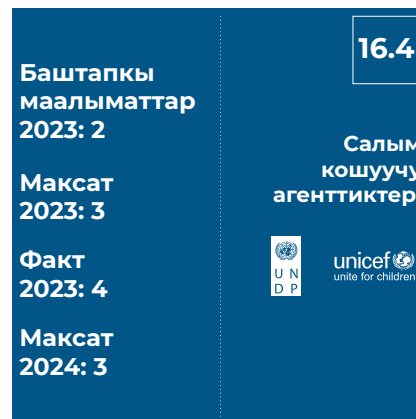 Баштапкы
маалыматтар
2023: 2
Максат
2023: 3
Факт
2023: 4
Максат
2024: 3
16.4
Салым
кошуучу
агенттиктер
U N
D P
unicef
unite for children